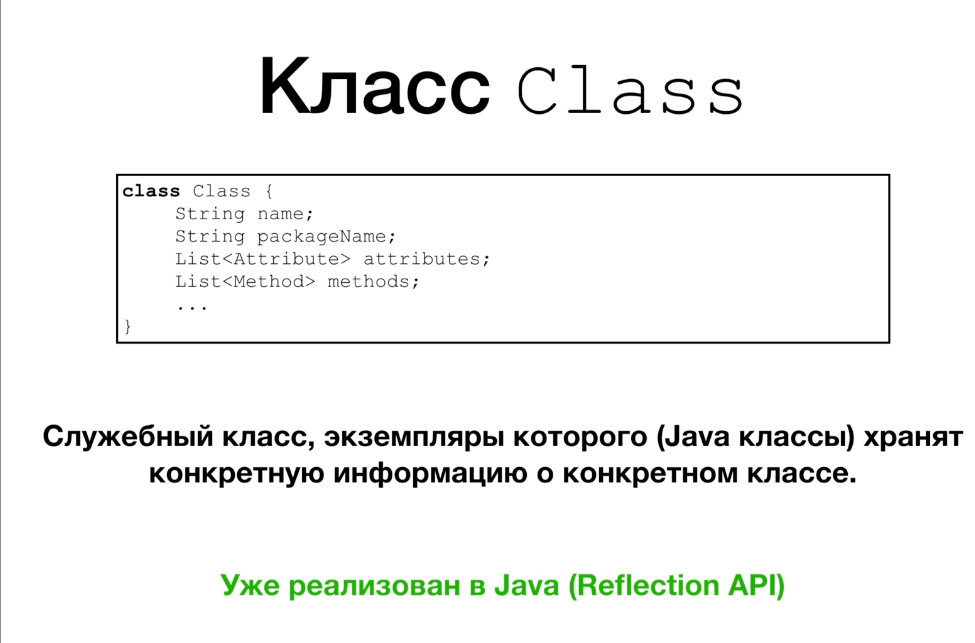 Класс Class
class Class {
String name;
String packageName;
List<Attribute> attributes;
List<Method> methods;
...
}
Служебный класс, экземпляры которого (Java классы) хранят
конкретную информацию о конкретном классе.
Уже реализован в Java (Reflection API)